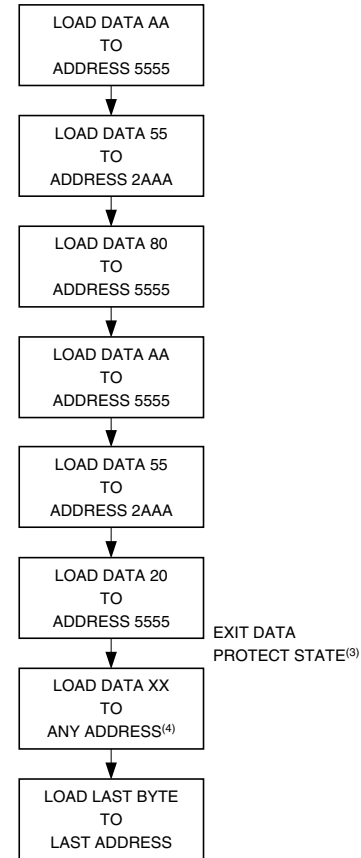 LOAD DATA AA
TO
ADDRESS 5555
LOAD DATA 55
TO
ADDRESS 2AAA
LOAD DATA 80
TO
ADDRESS 5555
LOAD DATA AA
TO
ADDRESS 5555
LOAD DATA 55
TO
ADDRESS 2AAA
LOAD DATA 20
TO
ADDRESS 5555
EXIT DATA
PROTECT STATE(3)
LOAD DATA XX
TO
ANY ADDRESS(4)
LOAD LAST BYTE
TO
LAST ADDRESS